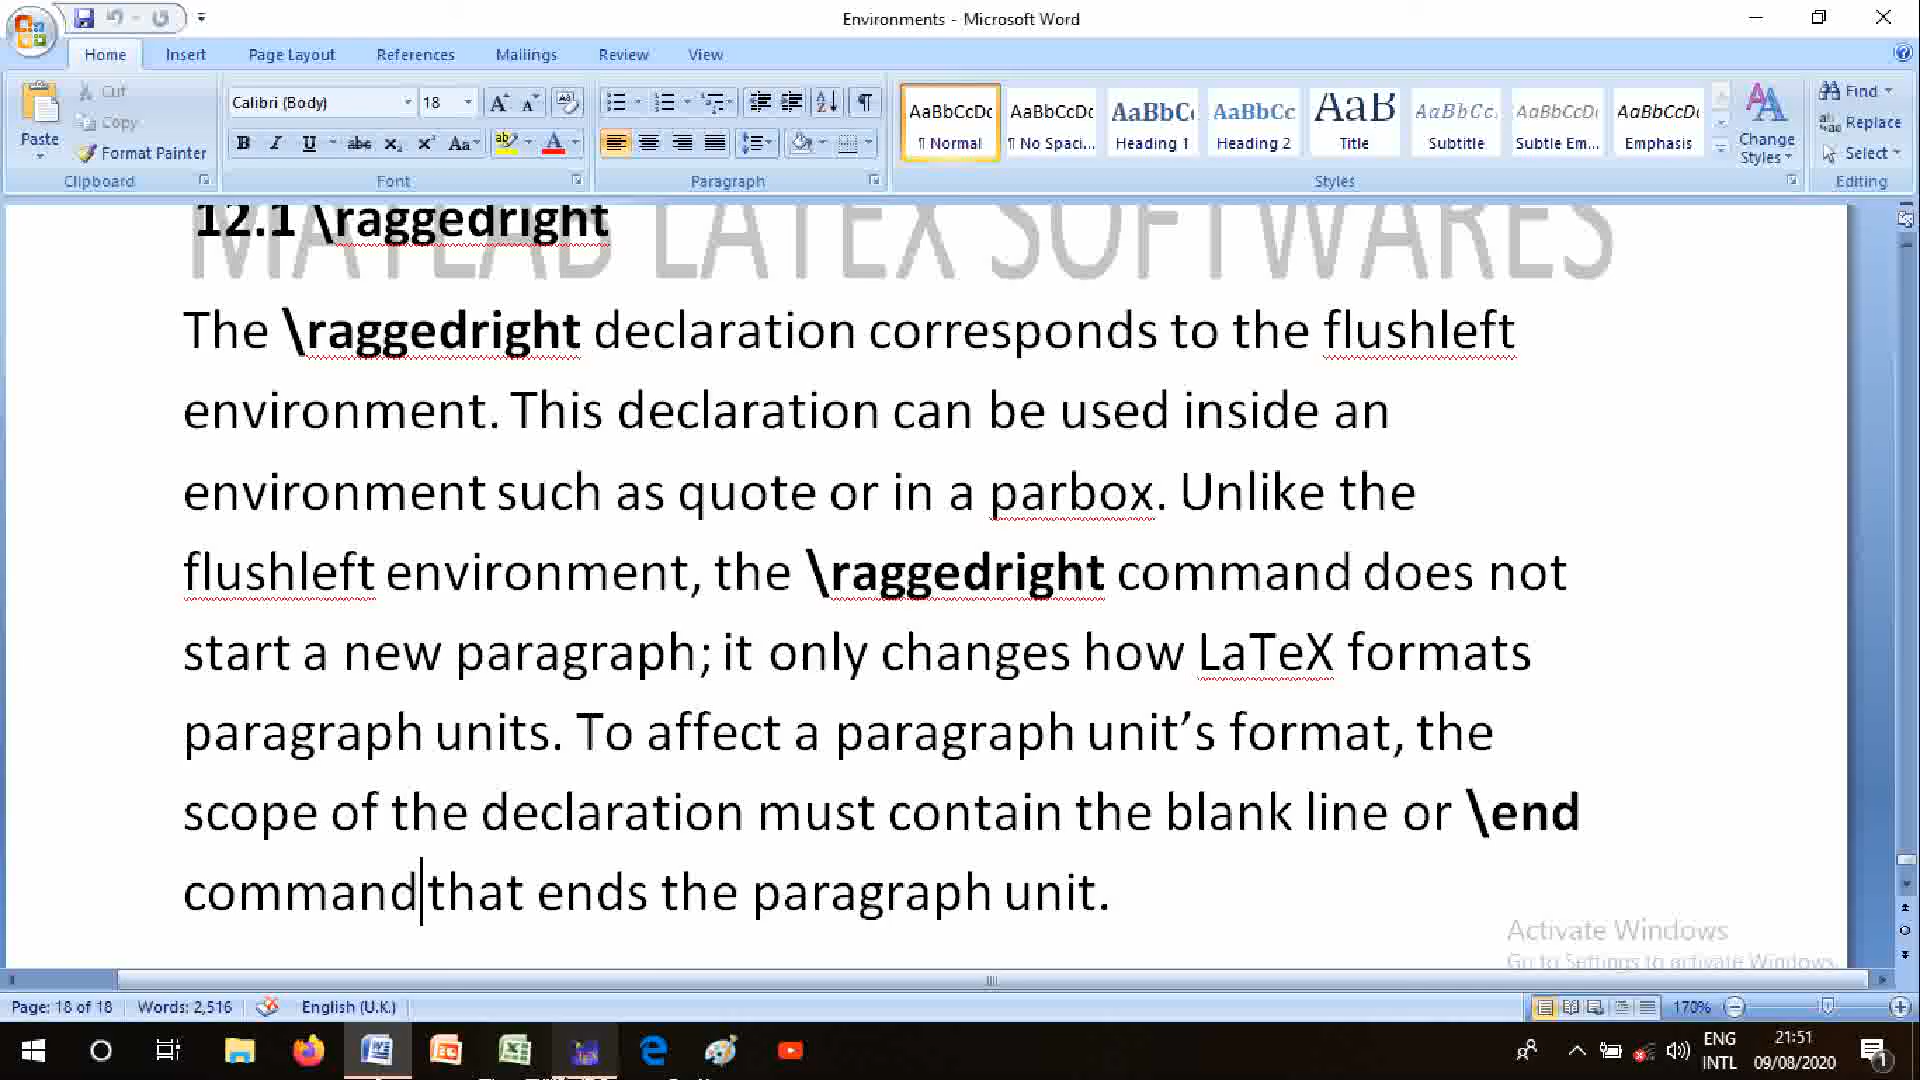 Environments - Microsoft Word
Home Insert Page Layout References Mailings Review View
Paste
Cut
Copy
Format Painter
Clipboard
Calibri (Body) 18
Font
Paragraph
AaBbCcDc AaBbCcDc AaBbC AaBbCc AaB AaBbCc. AaBbCcDc AaBbCcDc
¶ Normal ¶ No Spaci... Heading 1 Heading 2 Title Subtitle Subtle Em... Emphasis
Styles
Change Styles
Find
Replace
Select
Editing
MATLAB LATEX SOFTWARES
12.1 \raggedright
The \raggedright declaration corresponds to the flushleft
environment. This declaration can be used inside an
environment such as quote or in a parbox. Unlike the
flushleft environment, the \raggedright command does not
start a new paragraph; it only changes how LaTeX formats
paragraph units. To affect a paragraph unit’s format, the
scope of the declaration must contain the blank line or \end
command that ends the paragraph unit.
Activate Windows
Go to Settings to activate Windows.
Page: 18 of 18 Words: 2,516 English (U.K.) 170%
ENG
INTL
21:51
09/08/2020
1